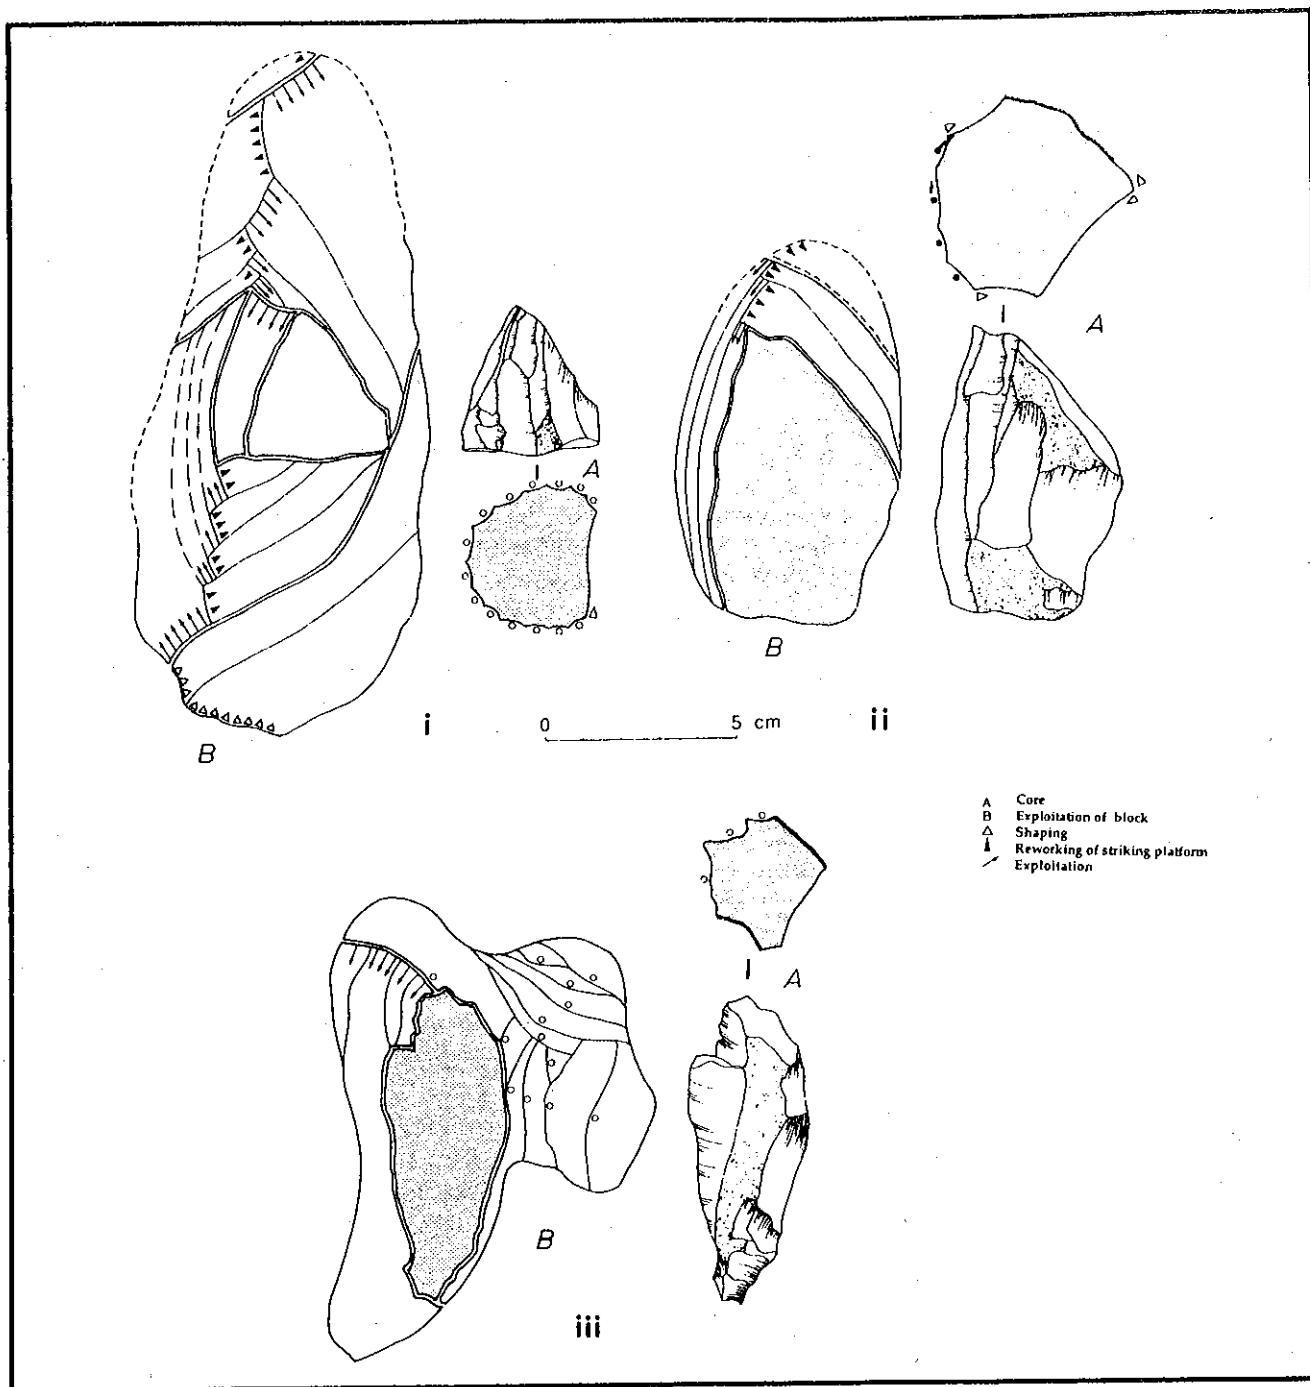 A
A
B
A
B
i
0 5 cm
ii
A Core
B Exploitation of block
Shaping
Reworking of striking platform
Exploitation
A
B
iii